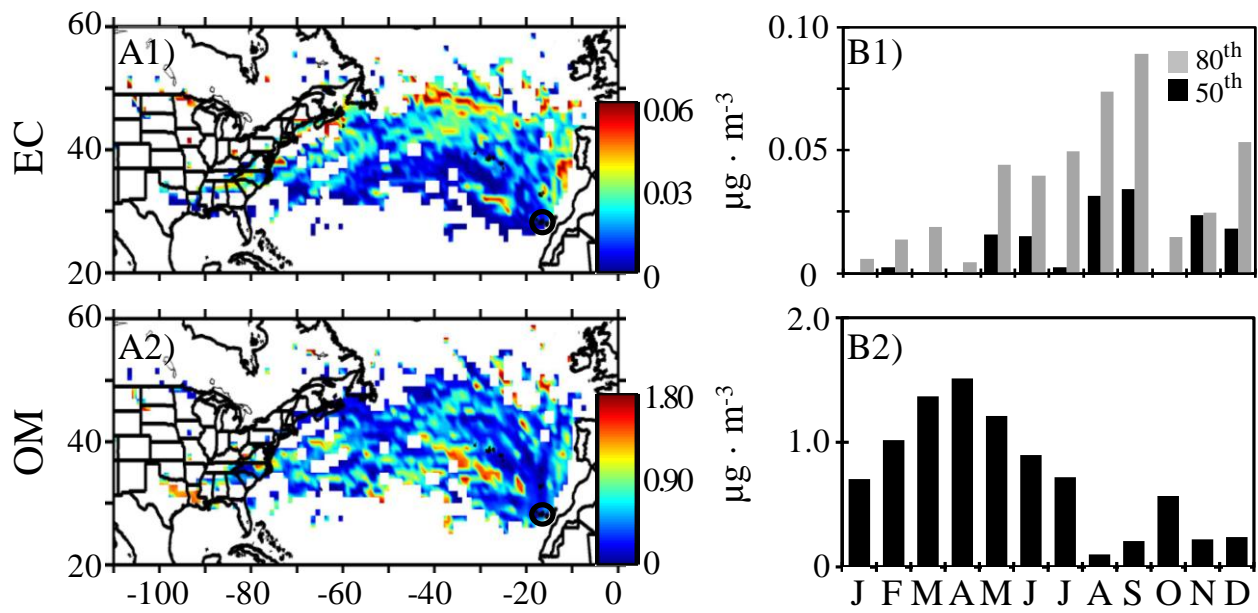 EC
60
40
20
A1)
0.06
0.03
0
µg · m⁻³
0.10
0.05
0
B1)
80th
50th
OM
60
40
20
A2)
1.80
0.90
0
-100 -80 -60 -40 -20 0
µg · m⁻³
2.0
1.0
0
B2)
J F M A M J J A S O N D